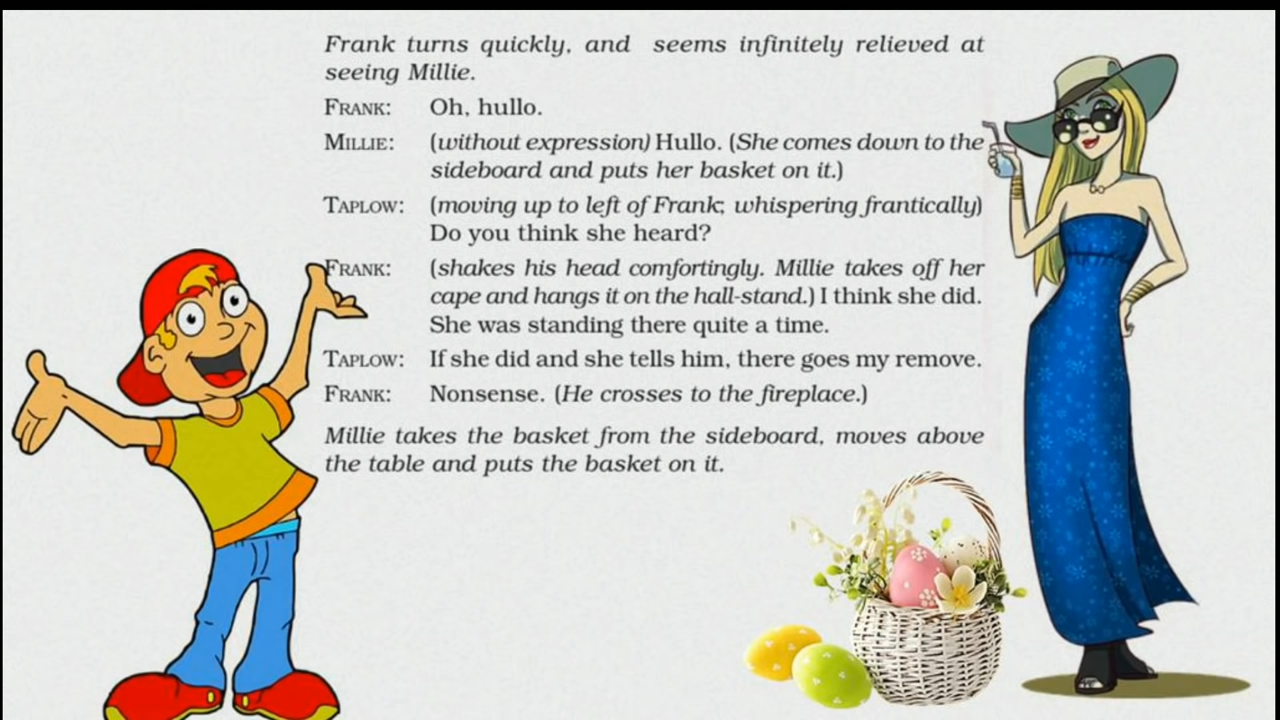 Frank turns quickly, and seems infinitely relieved at
seeing Millie.
FRANK: Oh, hullo.
MILLIE: (without expression) Hullo. (She comes down to the
sideboard and puts her basket on it.)
TAPLOW: (moving up to left of Frank; whispering frantically)
Do you think she heard?
FRANK: (shakes his head comfortingly. Millie takes off her
cape and hangs it on the hall-stand.) I think she did.
She was standing there quite a time.
TAPLOW: If she did and she tells him, there goes my remove.
FRANK: Nonsense. (He crosses to the fireplace.)
Millie takes the basket from the sideboard, moves above
the table and puts the basket on it.